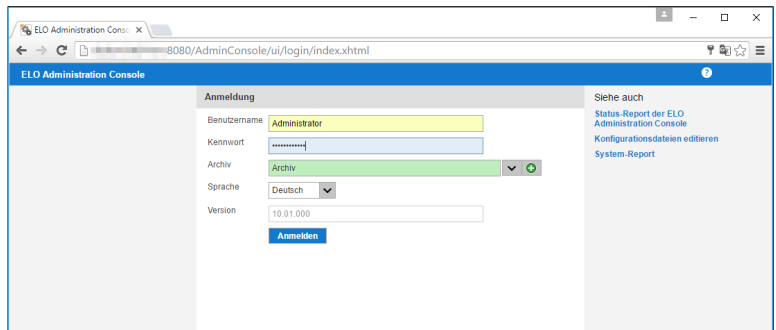 ELO Administration Conso
8080/AdminConsole/ui/login/index.xhtml
ELO Administration Console
?
Anmeldung
Benutzername
Administrator
Kennwort
Archiv
Archiv
Sprache
Deutsch
Version
10.01.000
Anmelden
Siehe auch
Status-Report der ELO
Administration Console
Konfigurationsdateien editieren
System-Report